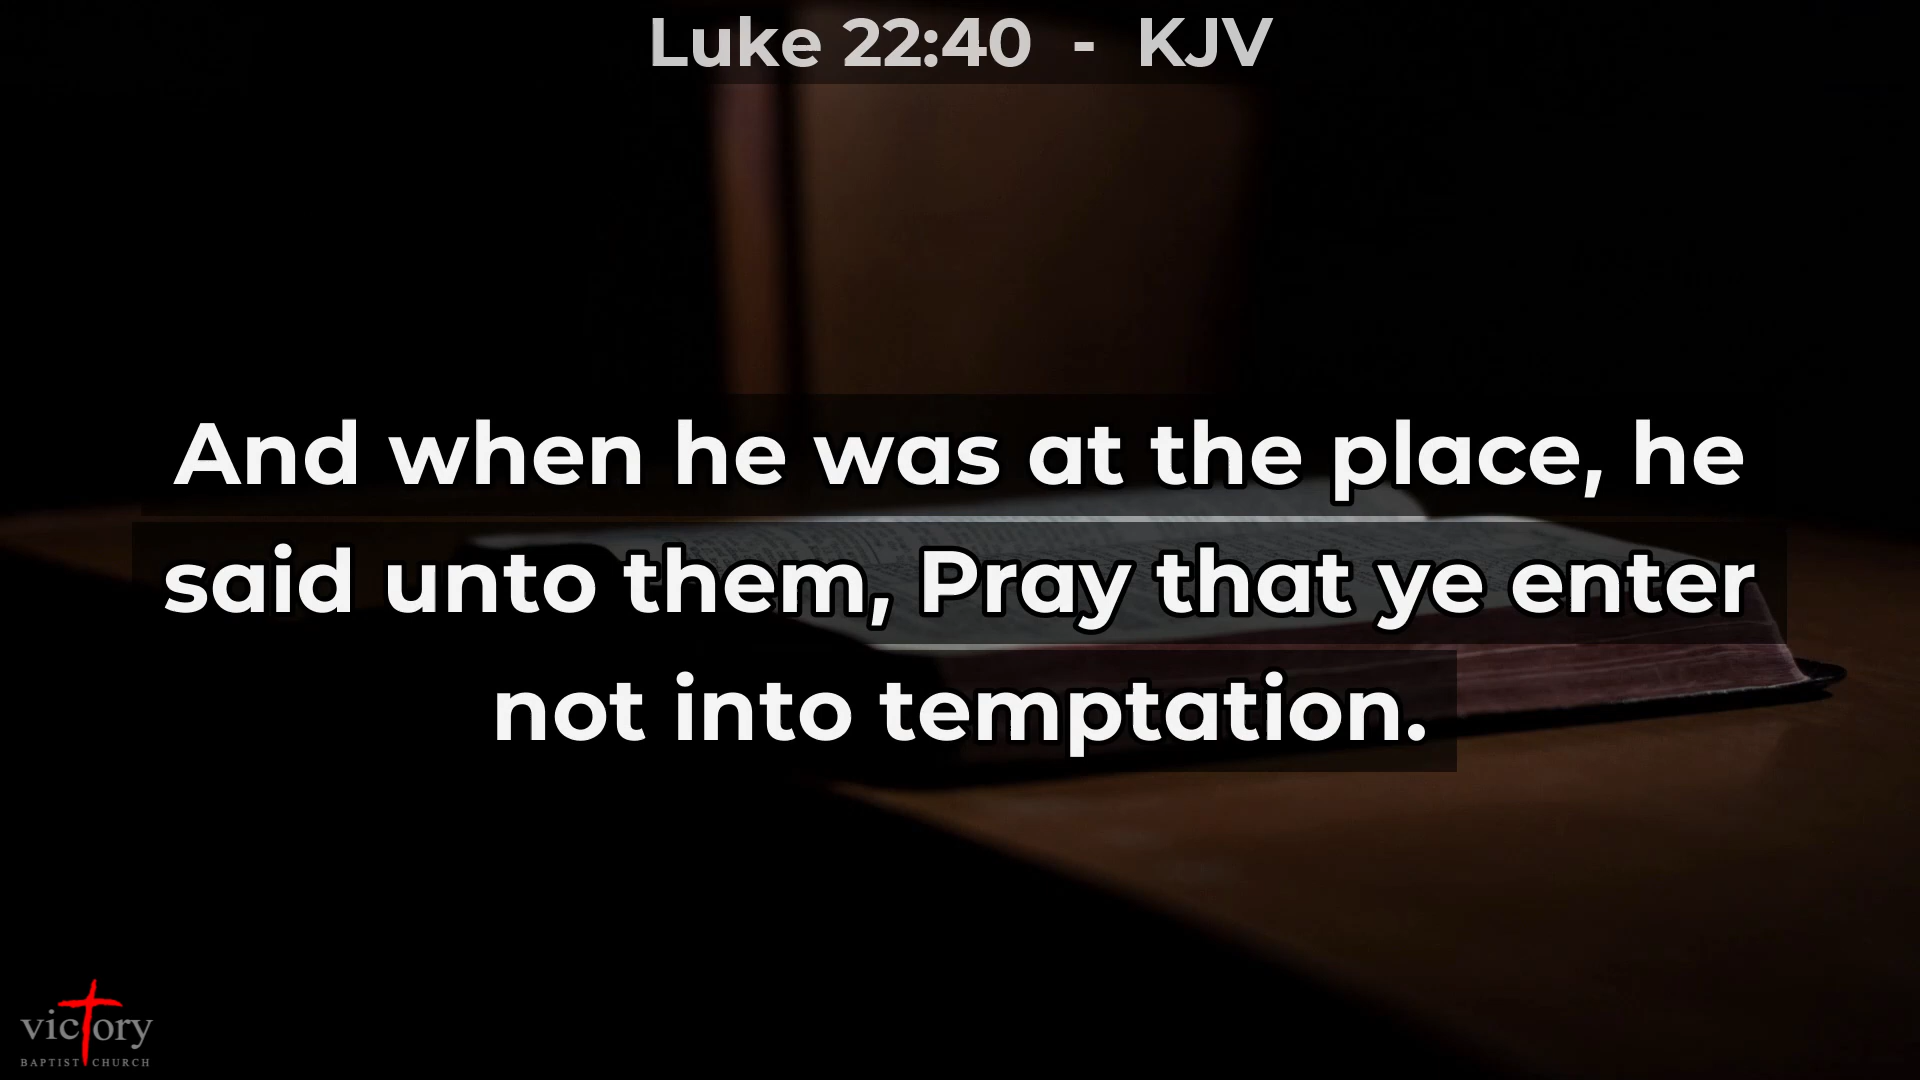 Luke 22:40 - KJV
And when he was at the place, he
said unto them, Pray that ye enter
not into temptation.
victory
BAPTIST CHURCH